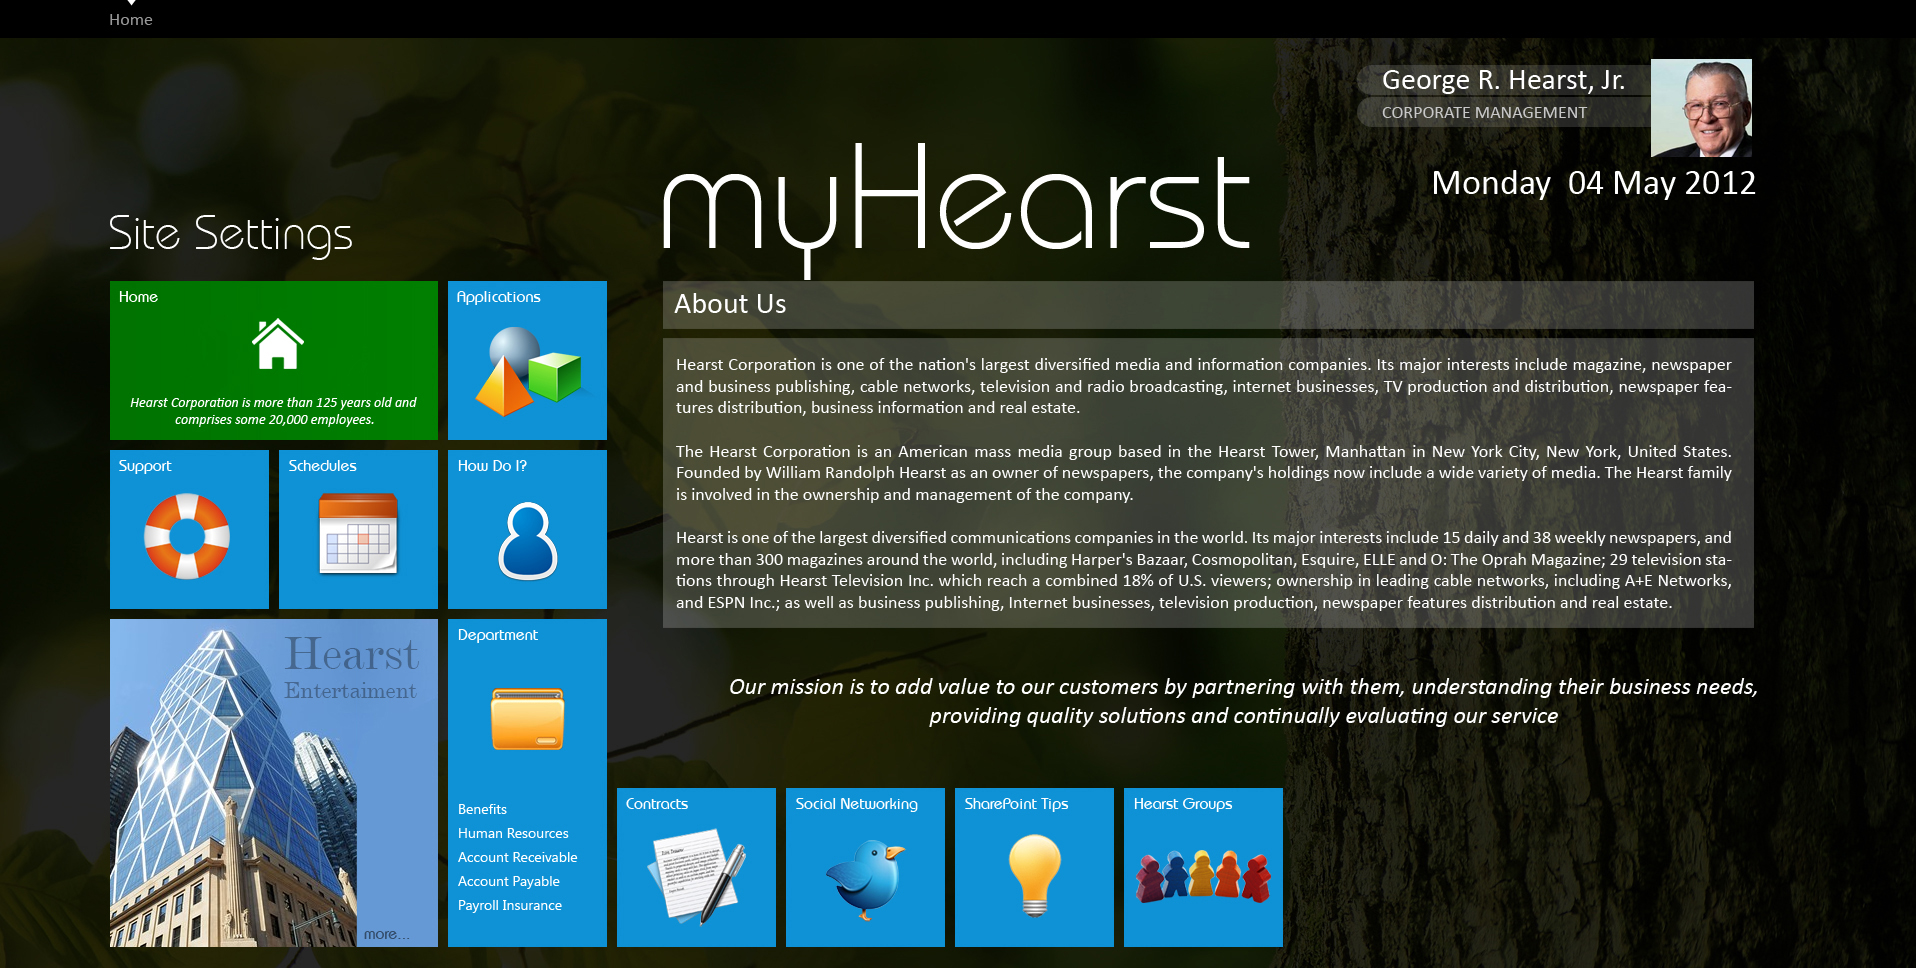 Home
George R. Hearst, Jr.
CORPORATE MANAGEMENT
Monday 04 May 2012
myHearst
Site Settings
Home
Hearst Corporation is more than 125 years old and
comprises some 20,000 employees.
Applications
Support
Schedules
How Do I?
Hearst
Entertaiment
more...
Department
Benefits
Human Resources
Account Receivable
Account Payable
Payroll Insurance
About Us
Hearst Corporation is one of the nation's largest diversified media and information companies. Its major interests include magazine, newspaper
and business publishing, cable networks, television and radio broadcasting, internet businesses, TV production and distribution, newspaper fea-
tures distribution, business information and real estate.
The Hearst Corporation is an American mass media group based in the Hearst Tower, Manhattan in New York City, New York, United States.
Founded by William Randolph Hearst as an owner of newspapers, the company's holdings now include a wide variety of media. The Hearst family
is involved in the ownership and management of the company.
Hearst is one of the largest diversified communications companies in the world. Its major interests include 15 daily and 38 weekly newspapers, and
more than 300 magazines around the world, including Harper's Bazaar, Cosmopolitan, Esquire, ELLE and O: The Oprah Magazine; 29 television sta-
tions through Hearst Television Inc. which reach a combined 18% of U.S. viewers; ownership in leading cable networks, including A+E Networks,
and ESPN Inc.; as well as business publishing, Internet businesses, television production, newspaper features distribution and real estate.
Our mission is to add value to our customers by partnering with them, understanding their business needs,
providing quality solutions and continually evaluating our service
Contracts
Social Networking
SharePoint Tips
Hearst Groups